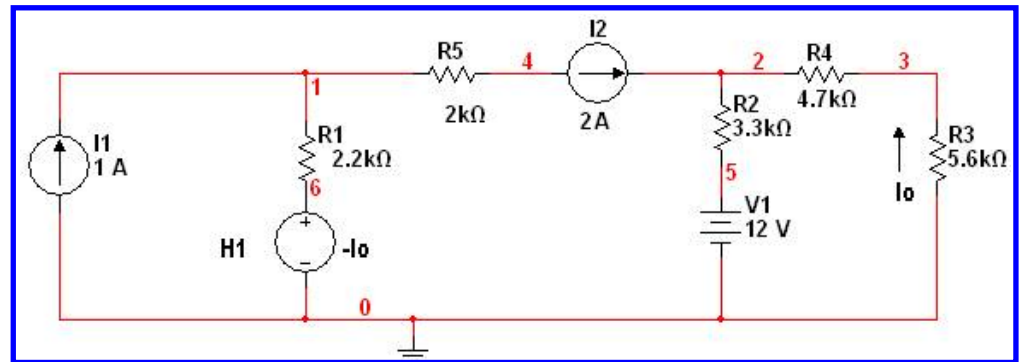 I2
R5
4
2
R4
3
1
2kΩ
2A
4.7kΩ
R1
2.2kΩ
R2
3.3kΩ
I1
1 A
R3
5.6kΩ
Io
6
5
H1
-Io
V1
12 V
0